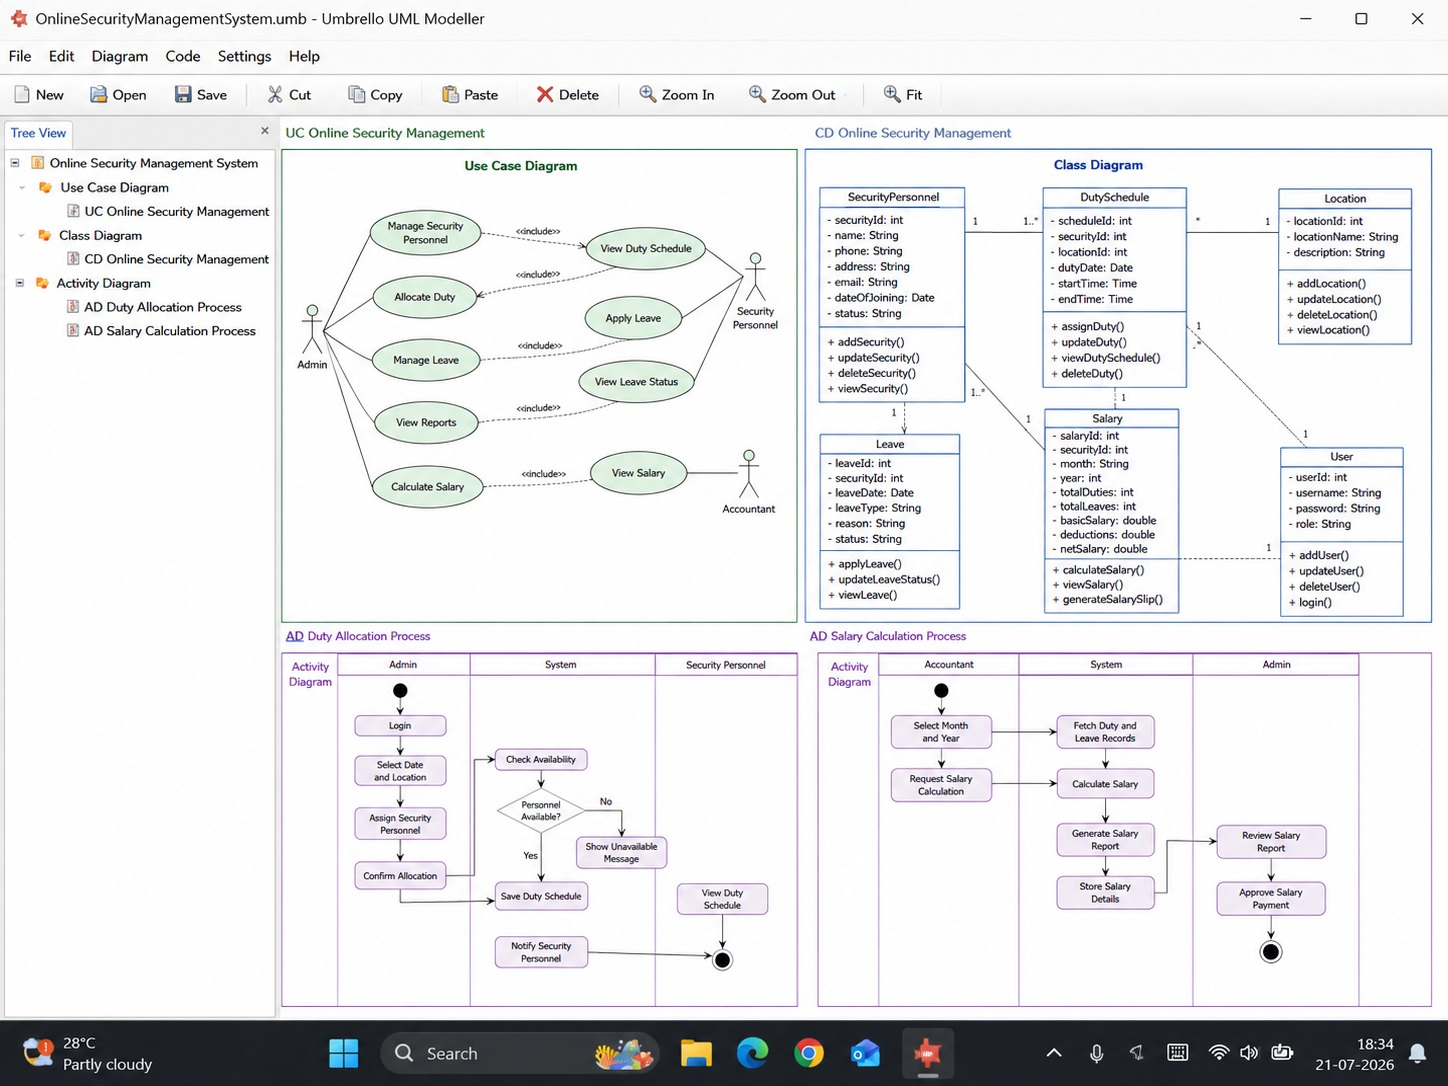 OnlineSecurityManagementSystem.umb - Umbrello UML Modeller
File Edit Diagram Code Settings Help
New Open Save Cut Copy Paste Delete Zoom In Zoom Out Fit
Tree View
Online Security Management System
Use Case Diagram
UC Online Security Management
Class Diagram
CD Online Security Management
Activity Diagram
AD Duty Allocation Process
AD Salary Calculation Process
UC Online Security Management
Use Case Diagram
Manage Security
Personnel
<<include>>
View Duty Schedule
<<include>>
Allocate Duty
Security
Personnel
Apply Leave
Admin
<<include>>
Manage Leave
View Leave Status
<<include>>
View Reports
<<include>>
View Salary
Calculate Salary
Accountant
CD Online Security Management
Class Diagram
SecurityPersonnel
- securityId: int
- name: String
- phone: String
- address: String
- email: String
- dateOfJoining: Date
- status: String
+ addSecurity()
+ updateSecurity()
+ deleteSecurity()
+ viewSecurity()
1
1..*
DutySchedule
- scheduleId: int
- securityId: int
- locationId: int
- dutyDate: Date
- startTime: Time
- endTime: Time
+ assignDuty()
+ updateDuty()
+ viewDutySchedule()
+ deleteDuty()
*
1
Location
- locationId: int
- locationName: String
- description: String
+ addLocation()
+ updateLocation()
+ deleteLocation()
+ viewLocation()
1
1..*
1
1
1
Leave
- leaveId: int
- securityId: int
- leaveDate: Date
- leaveType: String
- reason: String
- status: String
+ applyLeave()
+ updateLeaveStatus()
+ viewLeave()
Salary
- salaryId: int
- securityId: int
- month: String
- year: int
- totalDuties: int
- totalLeaves: int
- basicSalary: double
- deductions: double
- netSalary: double
+ calculateSalary()
+ viewSalary()
+ generateSalarySlip()
1
1
User
- userId: int
- username: String
- password: String
- role: String
+ addUser()
+ updateUser()
+ deleteUser()
+ login()
AD Duty Allocation Process
Activity
Diagram
Admin
System
Security Personnel
Login
Select Date
and Location
Assign Security
Personnel
Confirm Allocation
Check Availability
Personnel
Available?
No
Show Unavailable
Message
Yes
Save Duty Schedule
Notify Security
Personnel
View Duty
Schedule
AD Salary Calculation Process
Activity
Diagram
Accountant
System
Admin
Select Month
and Year
Request Salary
Calculation
Fetch Duty and
Leave Records
Calculate Salary
Generate Salary
Report
Store Salary
Details
Review Salary
Report
Approve Salary
Payment
1
28°C
Partly cloudy
Search
18:34
21-07-2026